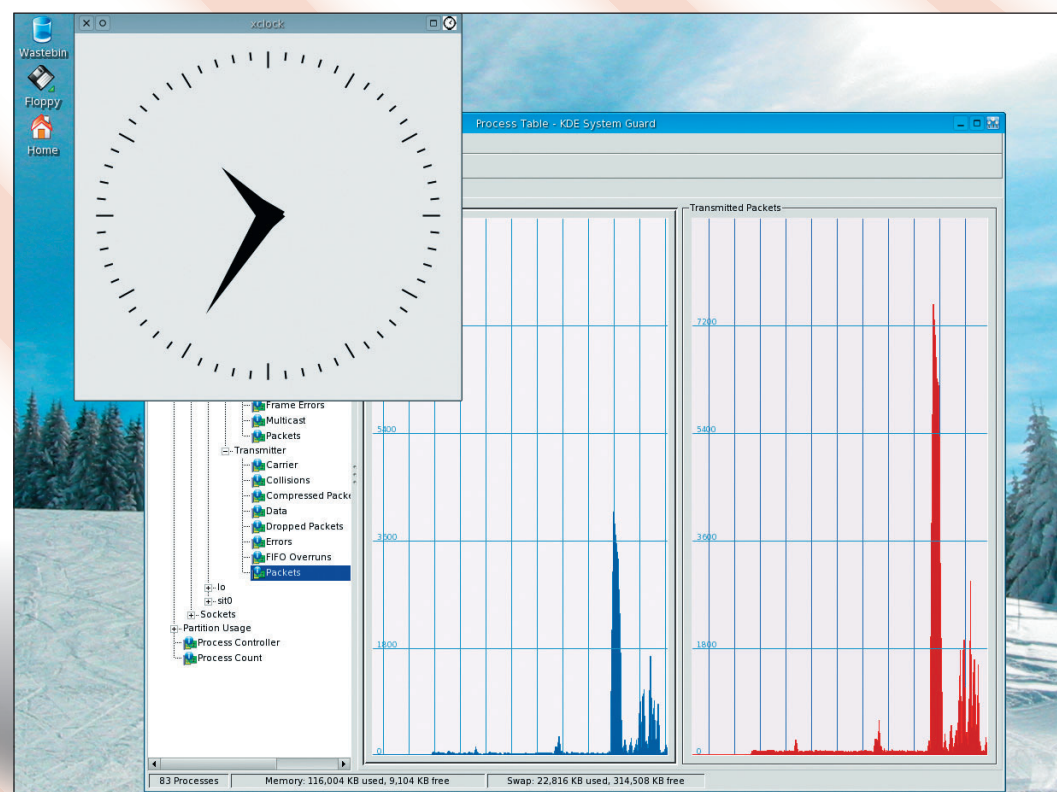 xclock
Wastebin
Floppy
Home
Process Table - KDE System Guard
Transmitted Packets
7200
5400
3600
1800
0
5400
3600
1800
0
Frame Errors
Multicast
Packets
Transmitter
Carrier
Collisions
Compressed Packe
Data
Dropped Packets
Errors
FIFO Overruns
Packets
lo
sit0
Sockets
Partition Usage
Process Controller
Process Count
83 Processes
Memory: 116,004 KB used, 9,104 KB free
Swap: 22,816 KB used, 314,508 KB free